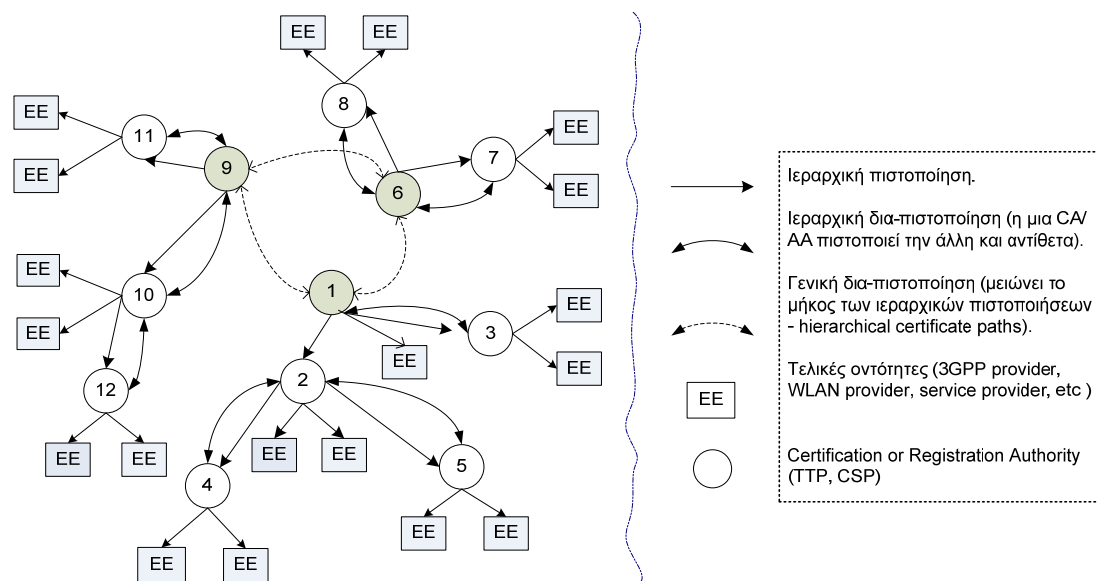 EE
EE
8
EE
11
EE
7
EE
9
6
EE
EE
EE
10
1
EE
EE
3
EE
EE
12
2
EE
EE
EE
EE
EE
5
4
EE
EE
EE
EE
Ιεραρχική πιστοποίηση.
Ιεραρχική δια-πιστοποίηση (η μια CA/
AA πιστοποιεί την άλλη και αντίθετα).
Γενική δια-πιστοποίηση (μειώνει το
μήκος των ιεραρχικών πιστοποιήσεων
- hierarchical certificate paths).
Τελικές οντότητες (3GPP provider,
WLAN provider, service provider, etc )
EE
Certification or Registration Authority
(TTP, CSP)